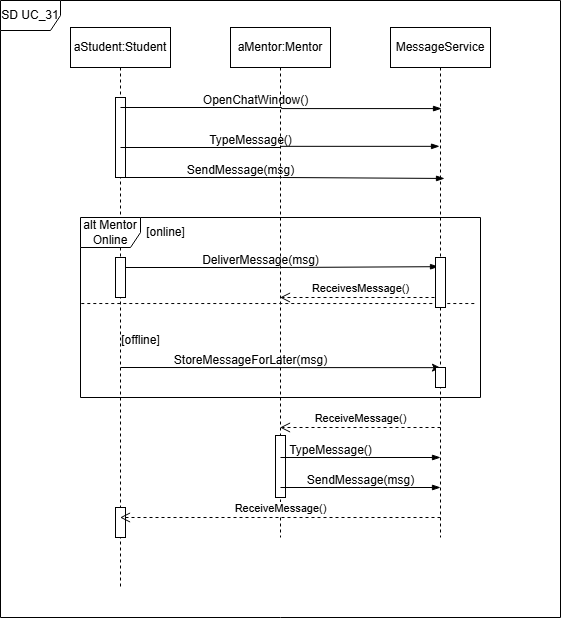 SD UC_31
aStudent:Student
aMentor:Mentor
MessageService
OpenChatWindow()
TypeMessage()
SendMessage(msg)
alt Mentor
Online
[online]
DeliverMessage(msg)
ReceivesMessage()
[offline]
StoreMessageForLater(msg)
ReceiveMessage()
TypeMessage()
SendMessage(msg)
ReceiveMessage()